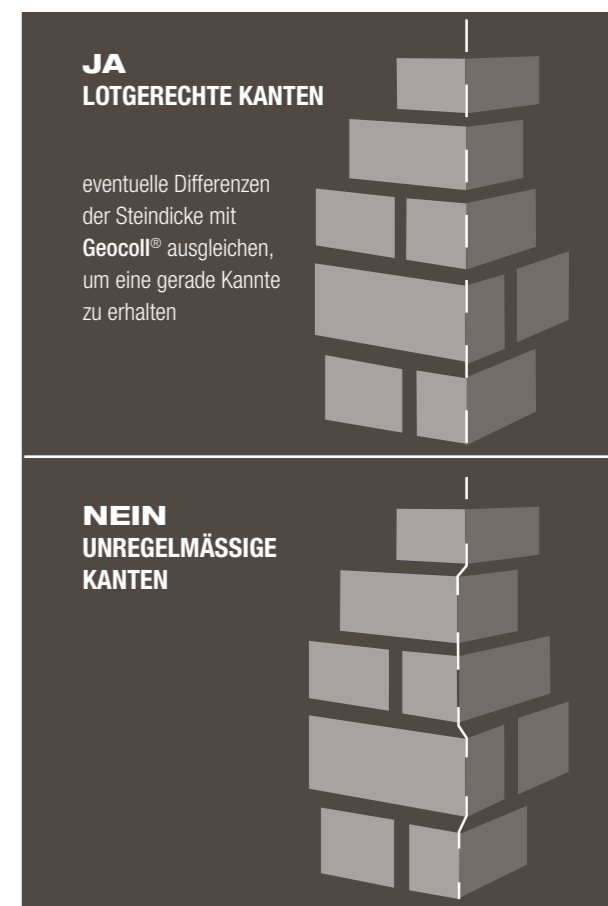 JA
LOTGERECHTE KANTEN
eventuelle Differenzen
der Steindicke mit
Geocoll® ausgleichen,
um eine gerade Kannte
zu erhalten
NEIN
UNREGELMÄSSIGE
KANTEN